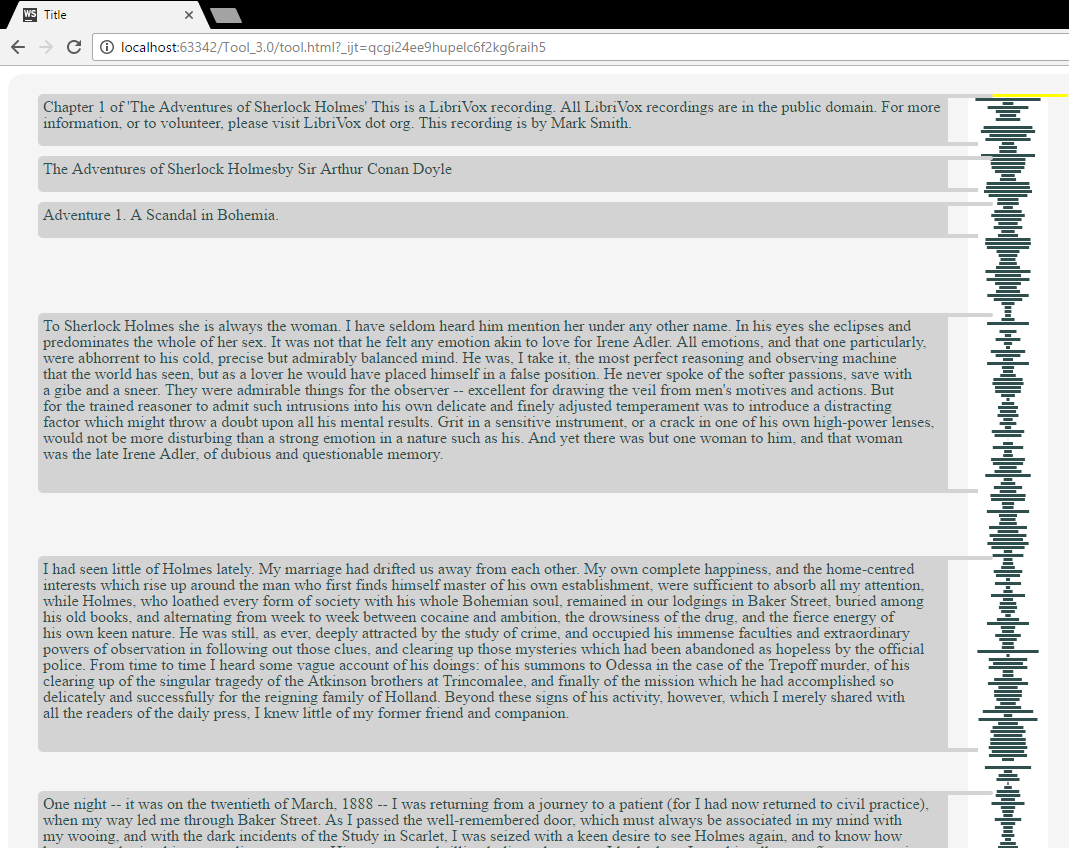 WS Title
localhost:63342/Tool_3.0/tool.html?_ijt=qcgi24ee9hupelc6f2kg6raih5
Chapter 1 of 'The Adventures of Sherlock Holmes' This is a LibriVox recording. All LibriVox recordings are in the public domain. For more
information, or to volunteer, please visit LibriVox dot org. This recording is by Mark Smith.
The Adventures of Sherlock Holmesby Sir Arthur Conan Doyle
Adventure 1. A Scandal in Bohemia.
To Sherlock Holmes she is always the woman. I have seldom heard him mention her under any other name. In his eyes she eclipses and
predominates the whole of her sex. It was not that he felt any emotion akin to love for Irene Adler. All emotions, and that one particularly,
were abhorrent to his cold, precise but admirably balanced mind. He was, I take it, the most perfect reasoning and observing machine
that the world has seen, but as a lover he would have placed himself in a false position. He never spoke of the softer passions, save with
a gibe and a sneer. They were admirable things for the observer -- excellent for drawing the veil from men's motives and actions. But
for the trained reasoner to admit such intrusions into his own delicate and finely adjusted temperament was to introduce a distracting
factor which might throw a doubt upon all his mental results. Grit in a sensitive instrument, or a crack in one of his own high-power lenses,
would not be more disturbing than a strong emotion in a nature such as his. And yet there was but one woman to him, and that woman
was the late Irene Adler, of dubious and questionable memory.
I had seen little of Holmes lately. My marriage had drifted us away from each other. My own complete happiness, and the home-centred
interests which rise up around the man who first finds himself master of his own establishment, were sufficient to absorb all my attention,
while Holmes, who loathed every form of society with his whole Bohemian soul, remained in our lodgings in Baker Street, buried among
his old books, and alternating from week to week between cocaine and ambition, the drowsiness of the drug, and the fierce energy of
his own keen nature. He was still, as ever, deeply attracted by the study of crime, and occupied his immense faculties and extraordinary
powers of observation in following out those clues, and clearing up those mysteries which had been abandoned as hopeless by the official
police. From time to time I heard some vague account of his doings: of his summons to Odessa in the case of the Trepoff murder, of his
clearing up of the singular tragedy of the Atkinson brothers at Trincomalee, and finally of the mission which he had accomplished so
delicately and successfully for the reigning family of Holland. Beyond these signs of his activity, however, which I merely shared with
all the readers of the daily press, I knew little of my former friend and companion.
One night -- it was on the twentieth of March, 1888 -- I was returning from a journey to a patient (for I had now returned to civil practice),
when my way led me through Baker Street. As I passed the well-remembered door, which must always be associated in my mind with
my wooing, and with the dark incidents of the Study in Scarlet, I was seized with a keen desire to see Holmes again, and to know how